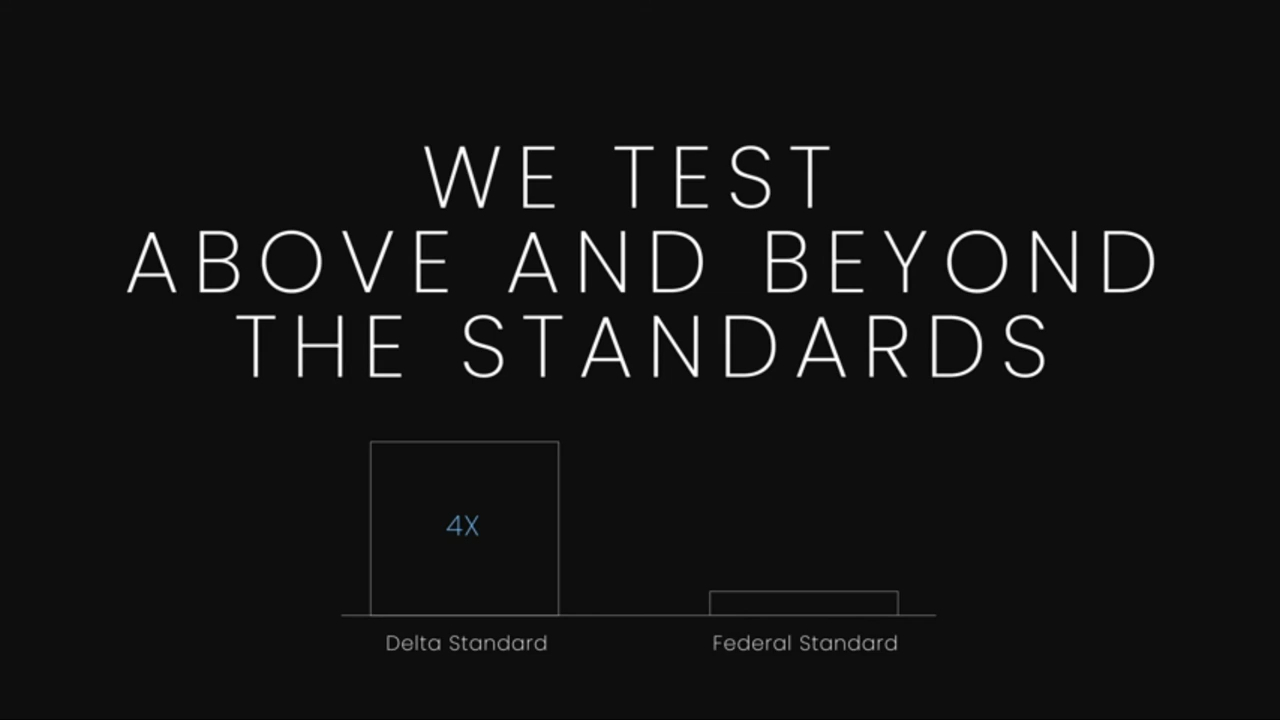 WE TEST
ABOVE AND BEYOND
THE STANDARDS
4X
Delta Standard
Federal Standard